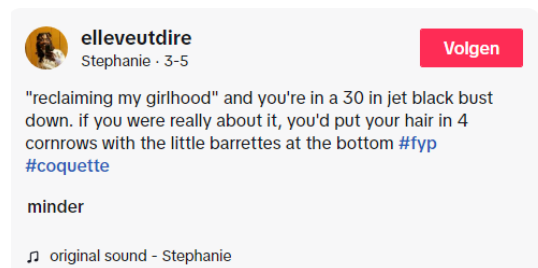 elleveutdire
Stephanie · 3-5
Volgen
"reclaiming my girlhood" and you're in a 30 in jet black bust
down. if you were really about it, you'd put your hair in 4
cornrows with the little barrettes at the bottom #fyp
#coquette
minder
♫ original sound - Stephanie